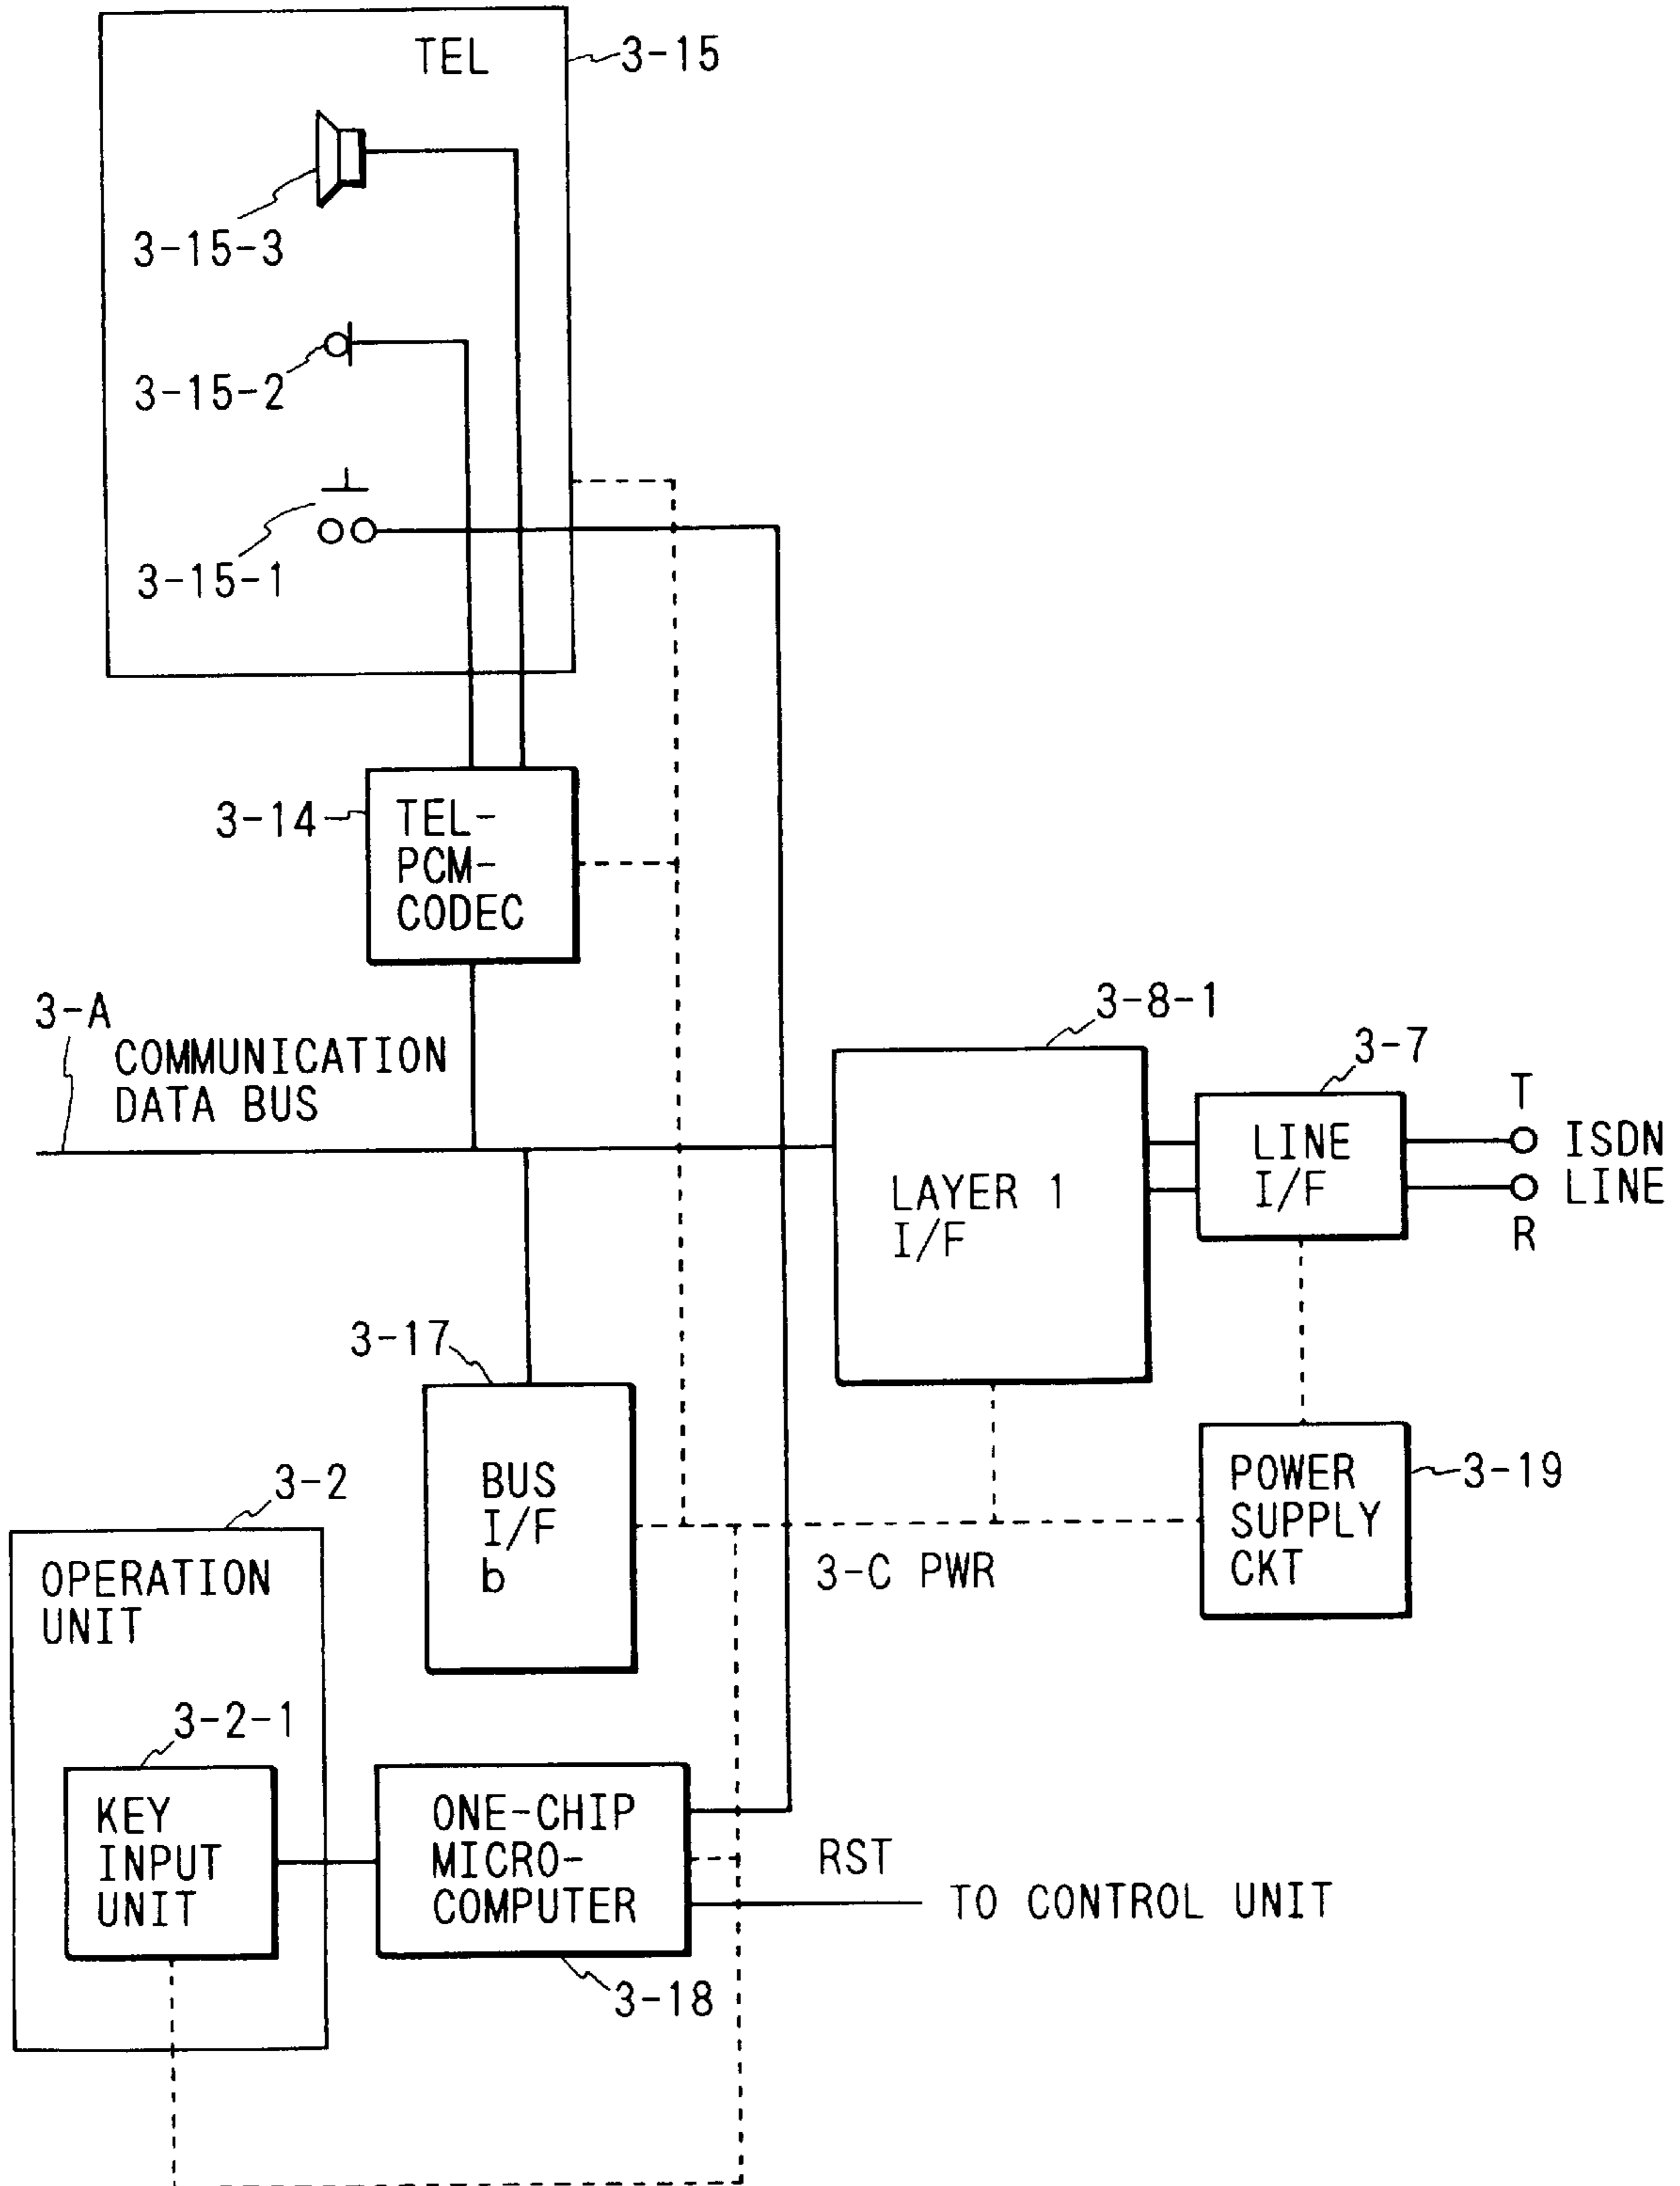 TEL
3-15
3-15-3
3-15-2
3-15-1
3-14
TEL-
PCM-
CODEC
3-A
COMMUNICATION
DATA BUS
3-8-1
LAYER 1
I/F
3-7
LINE
I/F
T
ISDN
LINE
R
3-17
BUS
I/F
b
3-C PWR
POWER
SUPPLY
CKT
3-19
3-2
OPERATION
UNIT
3-2-1
KEY
INPUT
UNIT
ONE-CHIP
MICRO-
COMPUTER
3-18
RST
TO CONTROL UNIT